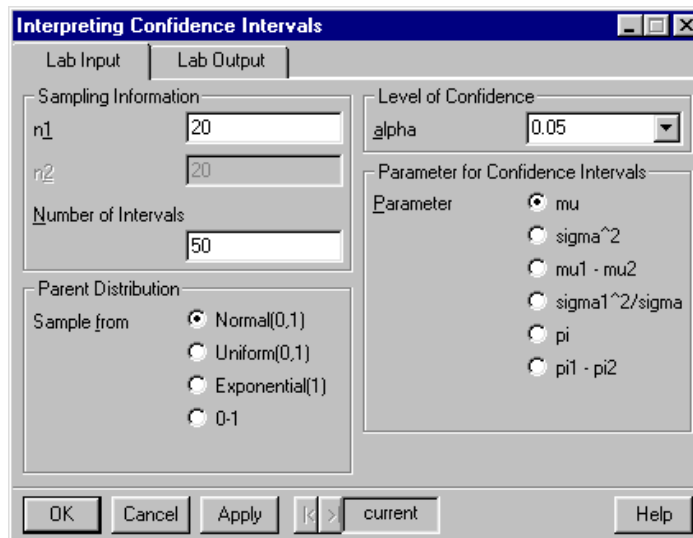 Interpreting Confidence Intervals
Lab Input
Lab Output
Sampling Information
n1
20
n2
20
Number of Intervals
50
Parent Distribution
Sample from
Normal(0,1)
Uniform(0,1)
Exponential(1)
0-1
Level of Confidence
alpha
0.05
Parameter for Confidence Intervals
Parameter
mu
sigma^2
mu1 - mu2
sigma1^2/sigma
pi
pi1 - pi2
OK
Cancel
Apply
current
Help